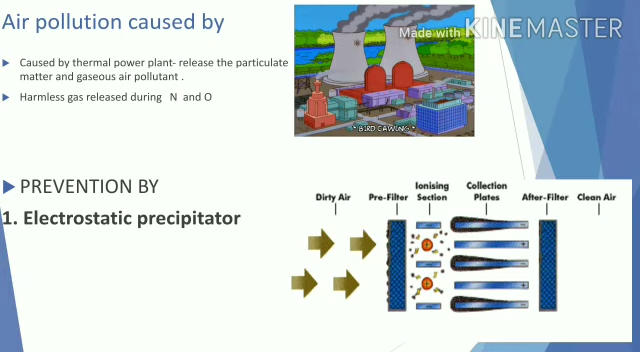 Air pollution caused by
Made with KINEMASTER
Caused by thermal power plant- release the particulate
matter and gaseous air pollutant .
Harmless gas released during N and O
* BIRD CAWING *
PREVENTION BY
1. Electrostatic precipitator
Dirty Air
Pre-Filter
Ionising
Section
Collection
Plates
After-Filter
Clean Air